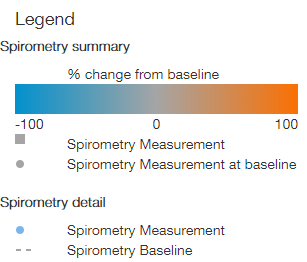 Legend
Spirometry summary
% change from baseline
-100 0 100
Spirometry Measurement
Spirometry Measurement at baseline
Spirometry detail
Spirometry Measurement
Spirometry Baseline